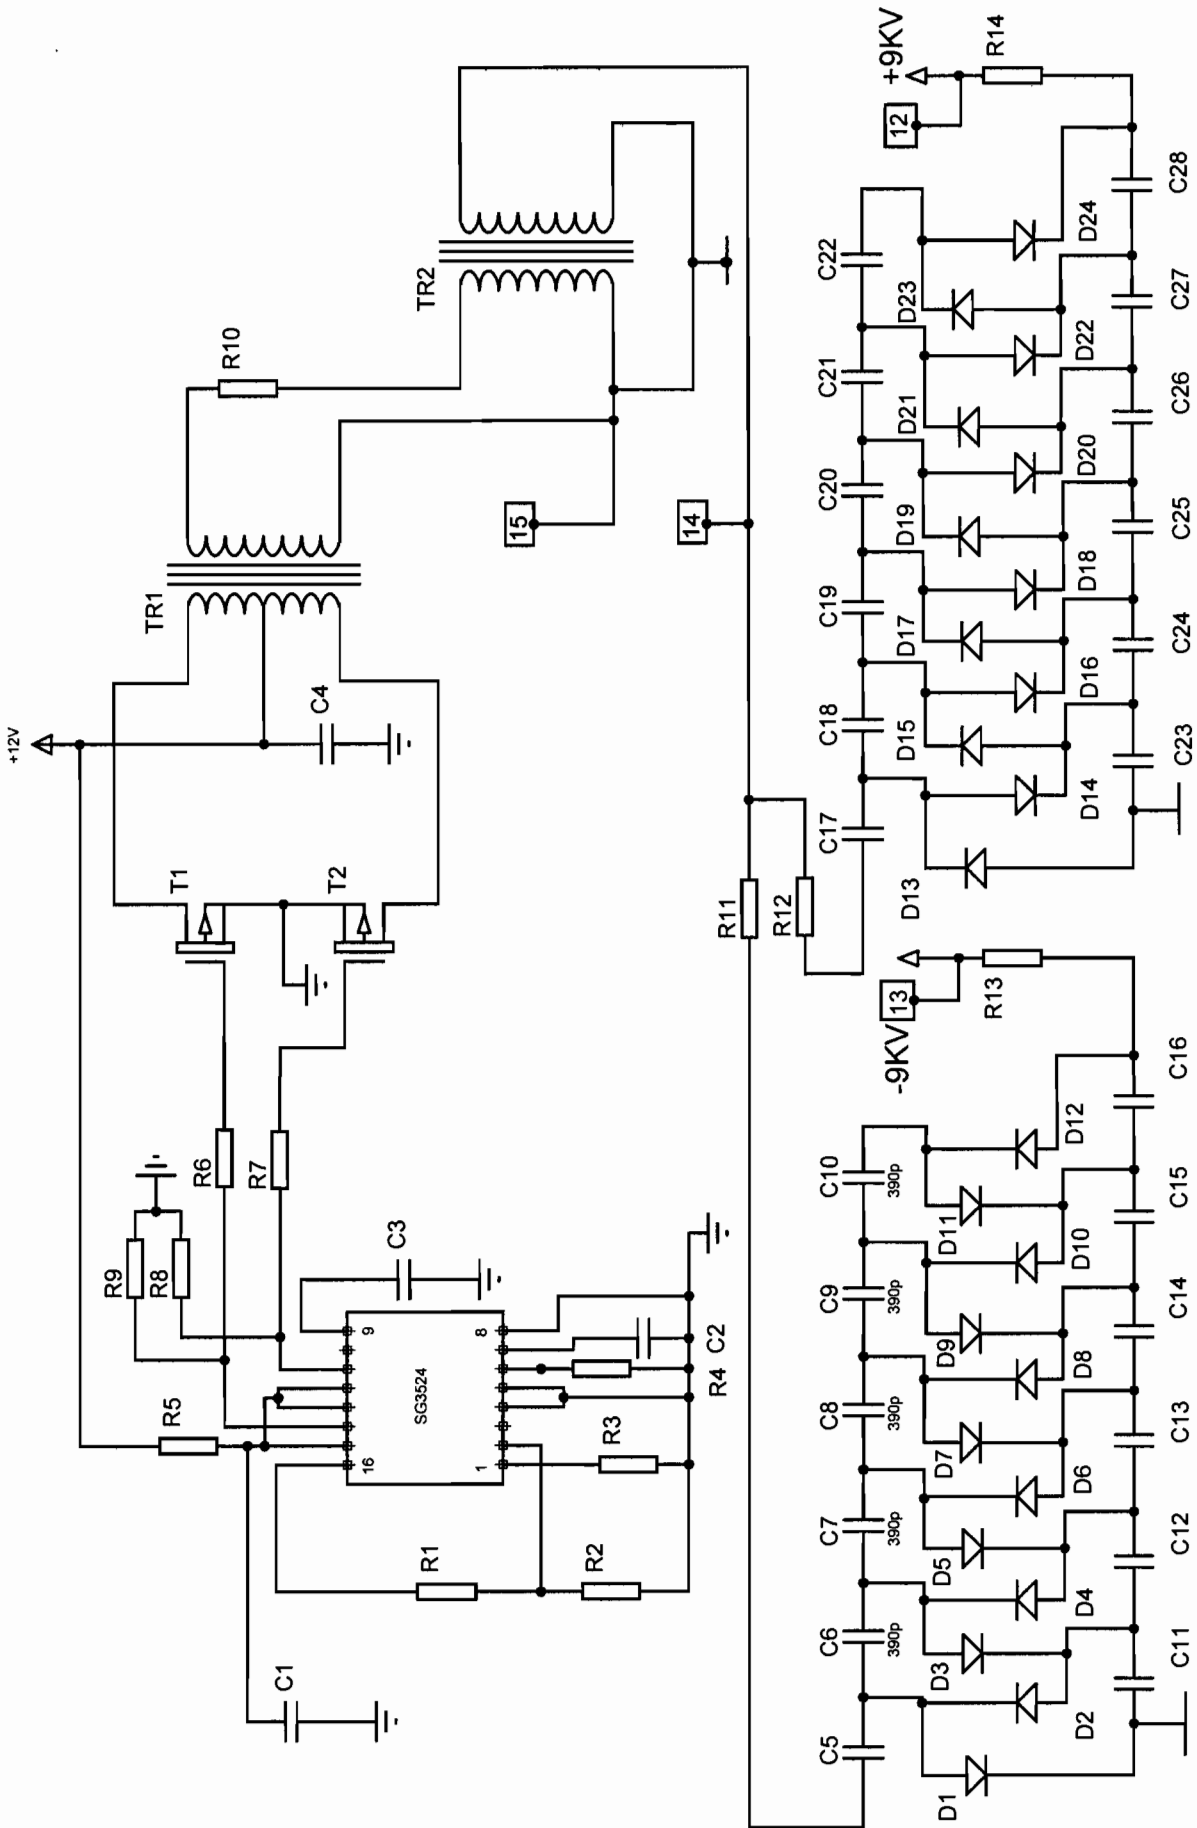 +12V
T1
T2
TR1
C4
R10
TR2
R9
R8
R6
R7
R5
C3
9
8
SG3524
16
1
C2
R4
R3
R1
R2
C1
15
14
R11
R12
+9KV
12
R14
C22
C21
C20
C19
C18
C17
D23
D21
D19
D17
D15
D13
D24
D22
D20
D18
D16
D14
C28
C27
C26
C25
C24
C23
-9KV
13
R13
C10
390p
C9
390p
C8
390p
C7
390p
C6
390p
C5
D11
D9
D7
D5
D3
D1
D12
D10
D8
D6
D4
D2
C16
C15
C14
C13
C12
C11